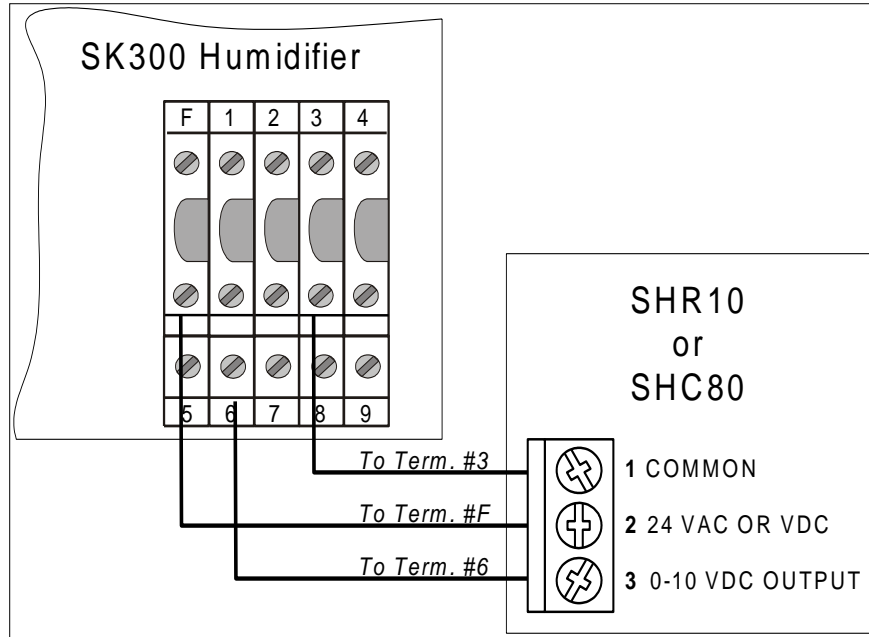 SK300 Humidifier
F 1 2 3 4
5 6 7 8 9
SHR10
or
SHC80
To Term. #3
1 COMMON
To Term. #F
2 24 VAC OR VDC
To Term. #6
3 0-10 VDC OUTPUT